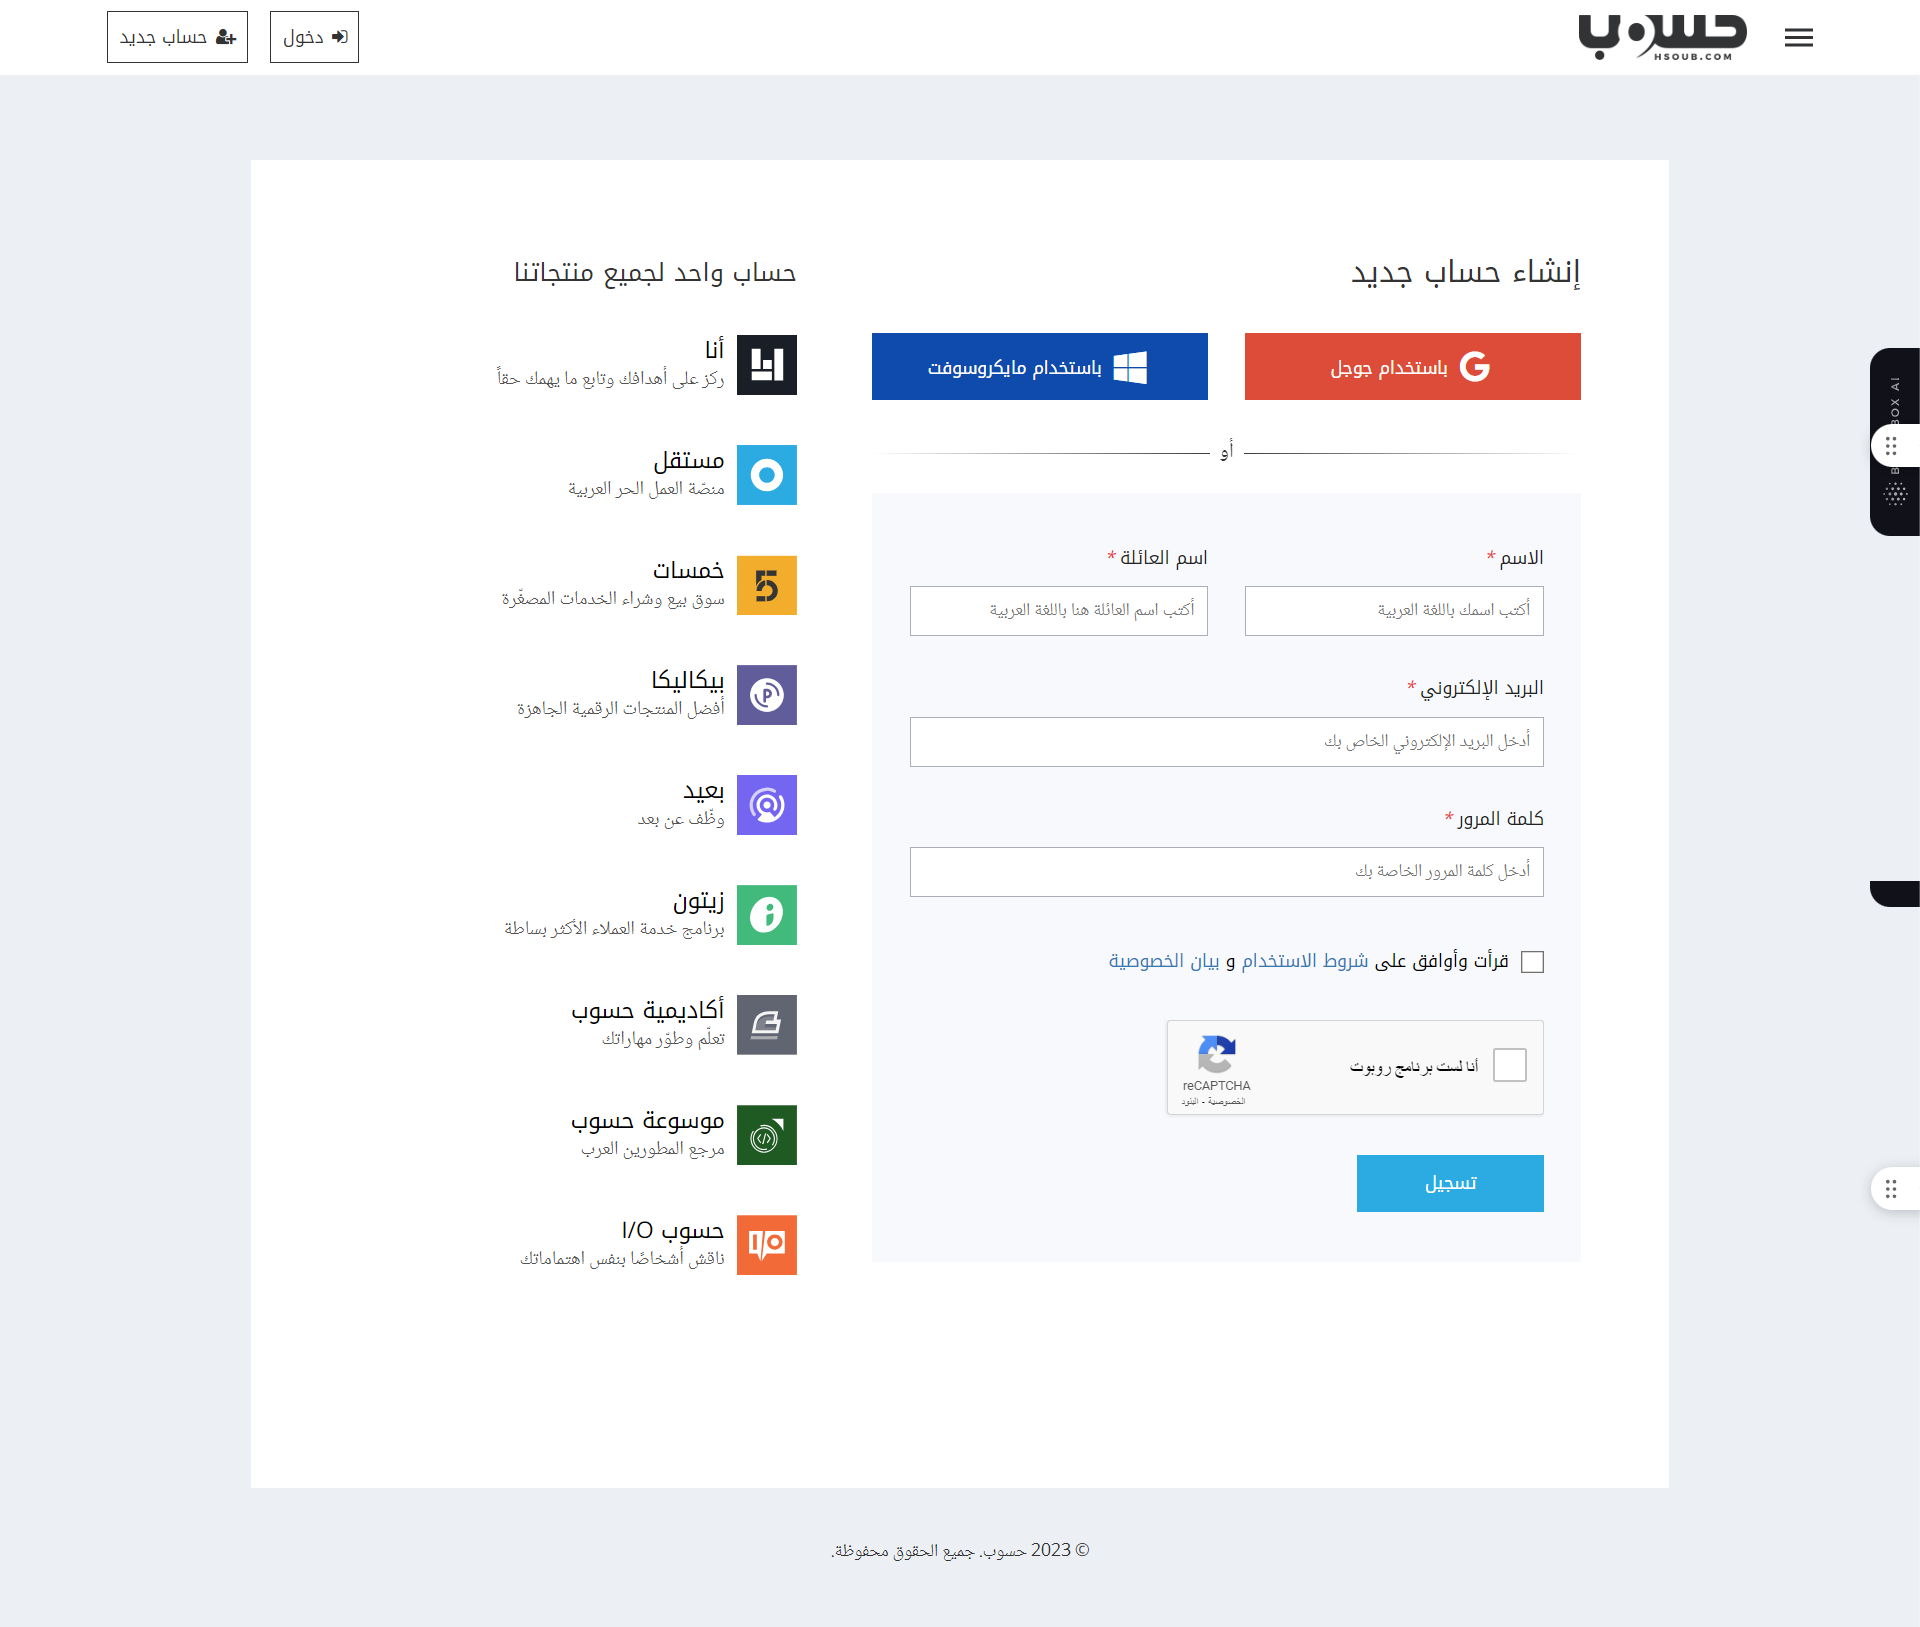 حسوب
HSOUB.COM
دخول
حساب جديد
إنشاء حساب جديد
باستخدام جوجل
باستخدام مايكروسوفت
أو
الاسم *
اسم العائلة *
أكتب اسمك باللغة العربية
أكتب اسم العائلة هنا باللغة العربية
البريد الإلكتروني *
أدخل البريد الإلكتروني الخاص بك
كلمة المرور *
أدخل كلمة المرور الخاصة بك
قرأت وأوافق على شروط الاستخدام و بيان الخصوصية
أنا لست برنامج روبوت
reCAPTCHA
الخصوصية - البنود
تسجيل
حساب واحد لجميع منتجاتنا
أنا
ركز على أهدافك وتابع ما يهمك حقاً
مستقل
منصّة العمل الحر العربية
خمسات
سوق بيع وشراء الخدمات المصغّرة
بيكاليكا
أفضل المنتجات الرقمية الجاهزة
بعيد
وظّف عن بعد
زيتون
برنامج خدمة العملاء الأكثر بساطة
أكاديمية حسوب
تعلّم وطوّر مهاراتك
موسوعة حسوب
مرجع المطورين العرب
حسوب I/O
ناقش أشخاصًا بنفس اهتماماتك
© 2023 حسوب. جميع الحقوق محفوظة.